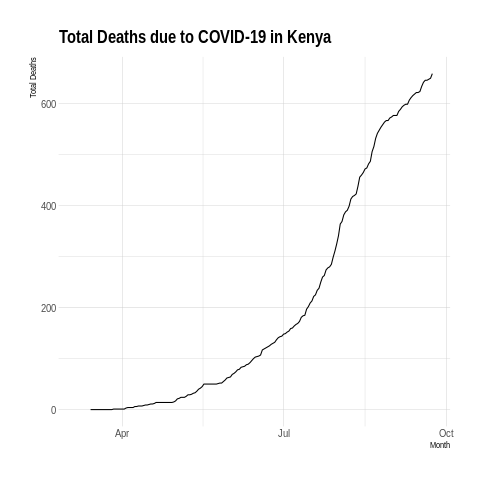 Total Deaths due to COVID-19 in Kenya
Total Deaths
600
400
200
0
Apr Jul Oct
Month